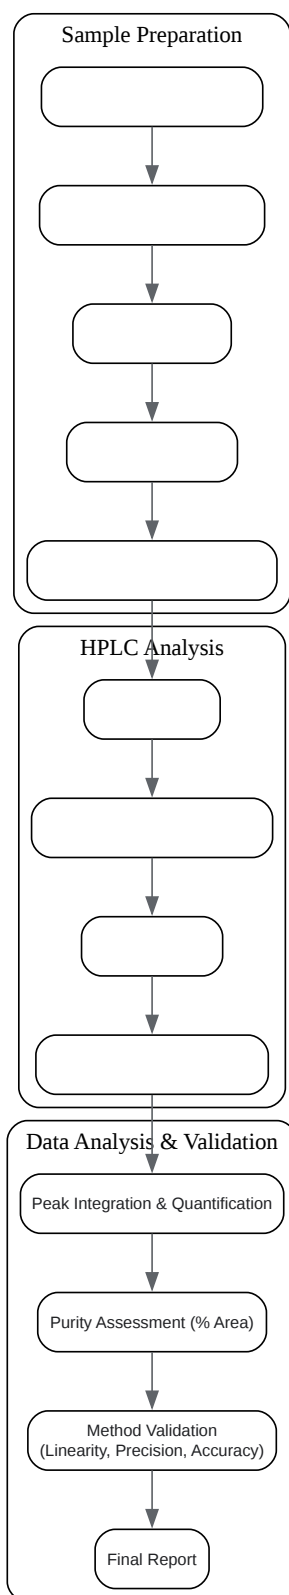 Sample Preparation
HPLC Analysis
Data Analysis & Validation
Peak Integration & Quantification
Purity Assessment (% Area)
Method Validation
(Linearity, Precision, Accuracy)
Final Report